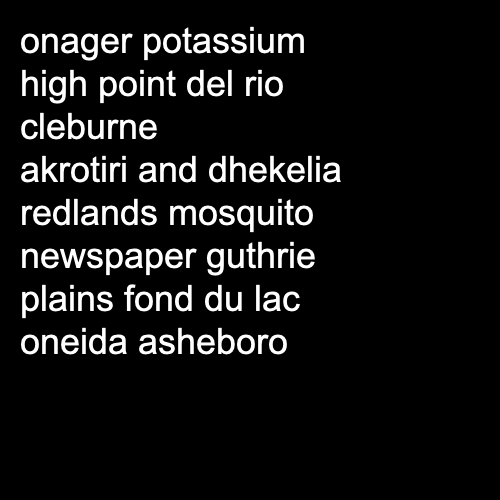 onager potassium
high point del rio
cleburne
akrotiri and dhekelia
redlands mosquito
newspaper guthrie
plains fond du lac
oneida asheboro